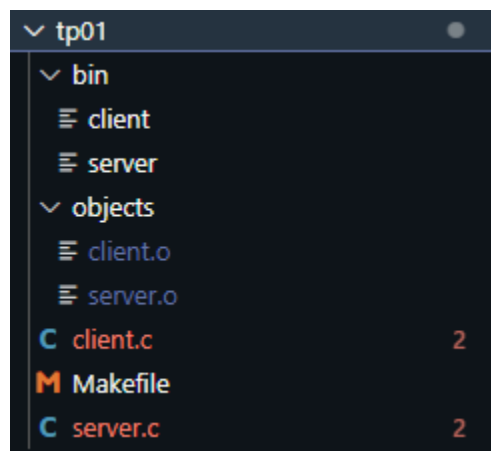 tp01
bin
client
server
objects
client.o
server.o
C client.c 2
M Makefile
C server.c 2